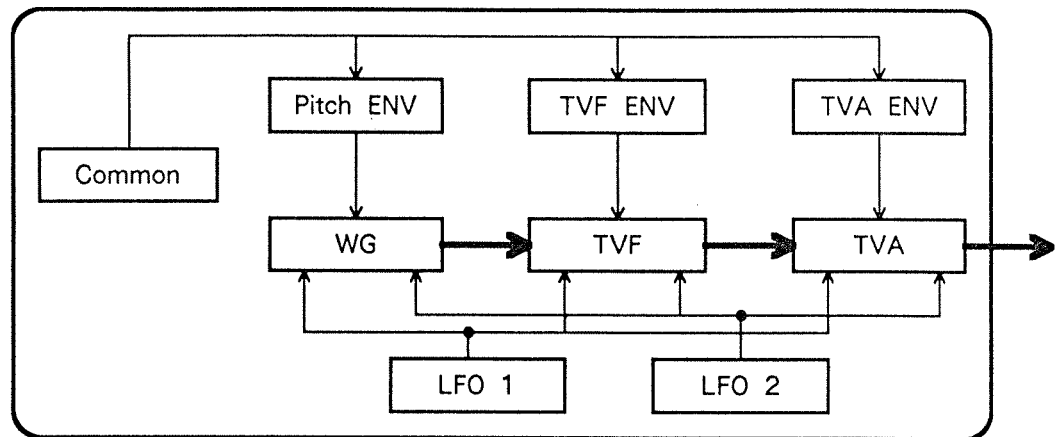 Pitch ENV
TVF ENV
TVA ENV
Common
WG
TVF
TVA
LFO 1
LFO 2